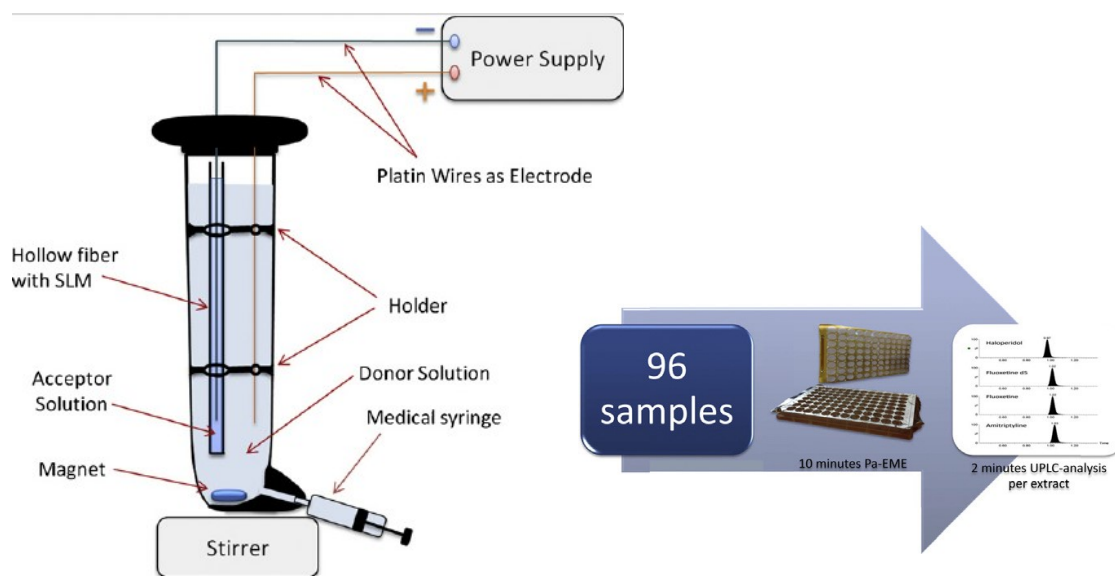 −
+
Power Supply
Platin Wires as Electrode
Hollow fiber
with SLM
Holder
Acceptor
Solution
Donor Solution
Medical syringe
Magnet
Stirrer
96
samples
10 minutes Pa-EME
Haloperidol
Fluoxetine d5
Fluoxetine
Amitriptyline
2 minutes UPLC-analysis
per extract